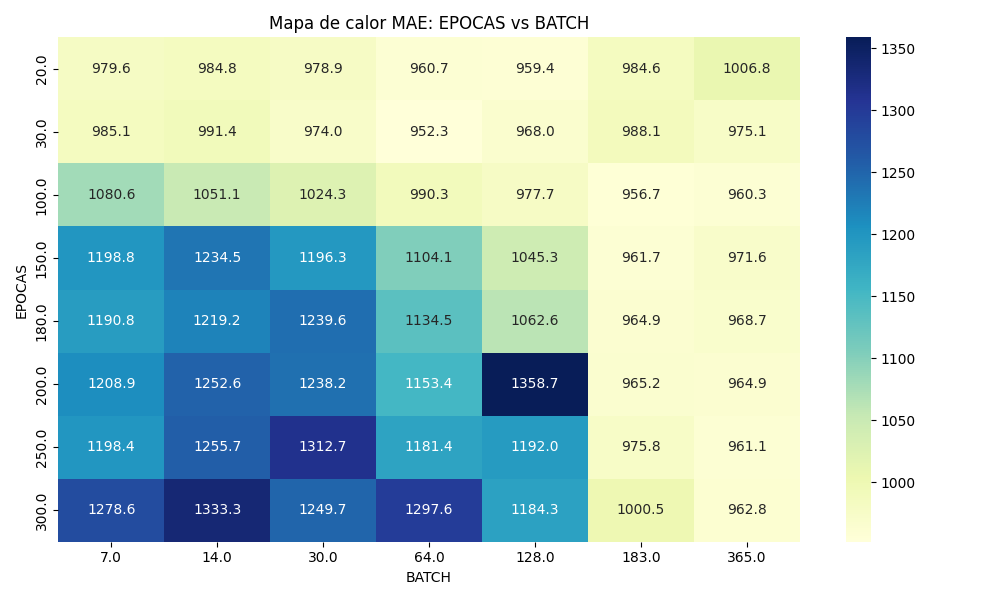 Mapa de calor MAE: EPOCAS vs BATCH
20.0 979.6 984.8 978.9 960.7 959.4 984.6 1006.8
30.0 985.1 991.4 974.0 952.3 968.0 988.1 975.1
100.0 1080.6 1051.1 1024.3 990.3 977.7 956.7 960.3
150.0 1198.8 1234.5 1196.3 1104.1 1045.3 961.7 971.6
180.0 1190.8 1219.2 1239.6 1134.5 1062.6 964.9 968.7
200.0 1208.9 1252.6 1238.2 1153.4 1358.7 965.2 964.9
250.0 1198.4 1255.7 1312.7 1181.4 1192.0 975.8 961.1
300.0 1278.6 1333.3 1249.7 1297.6 1184.3 1000.5 962.8
7.0 14.0 30.0 64.0 128.0 183.0 365.0
BATCH
EPOCAS
1350
1300
1250
1200
1150
1100
1050
1000